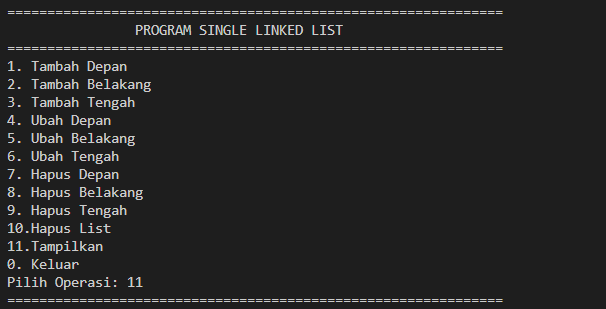 ==============================================================
PROGRAM SINGLE LINKED LIST
==============================================================
1. Tambah Depan
2. Tambah Belakang
3. Tambah Tengah
4. Ubah Depan
5. Ubah Belakang
6. Ubah Tengah
7. Hapus Depan
8. Hapus Belakang
9. Hapus Tengah
10.Hapus List
11.Tampilkan
0. Keluar
Pilih Operasi: 11
==============================================================